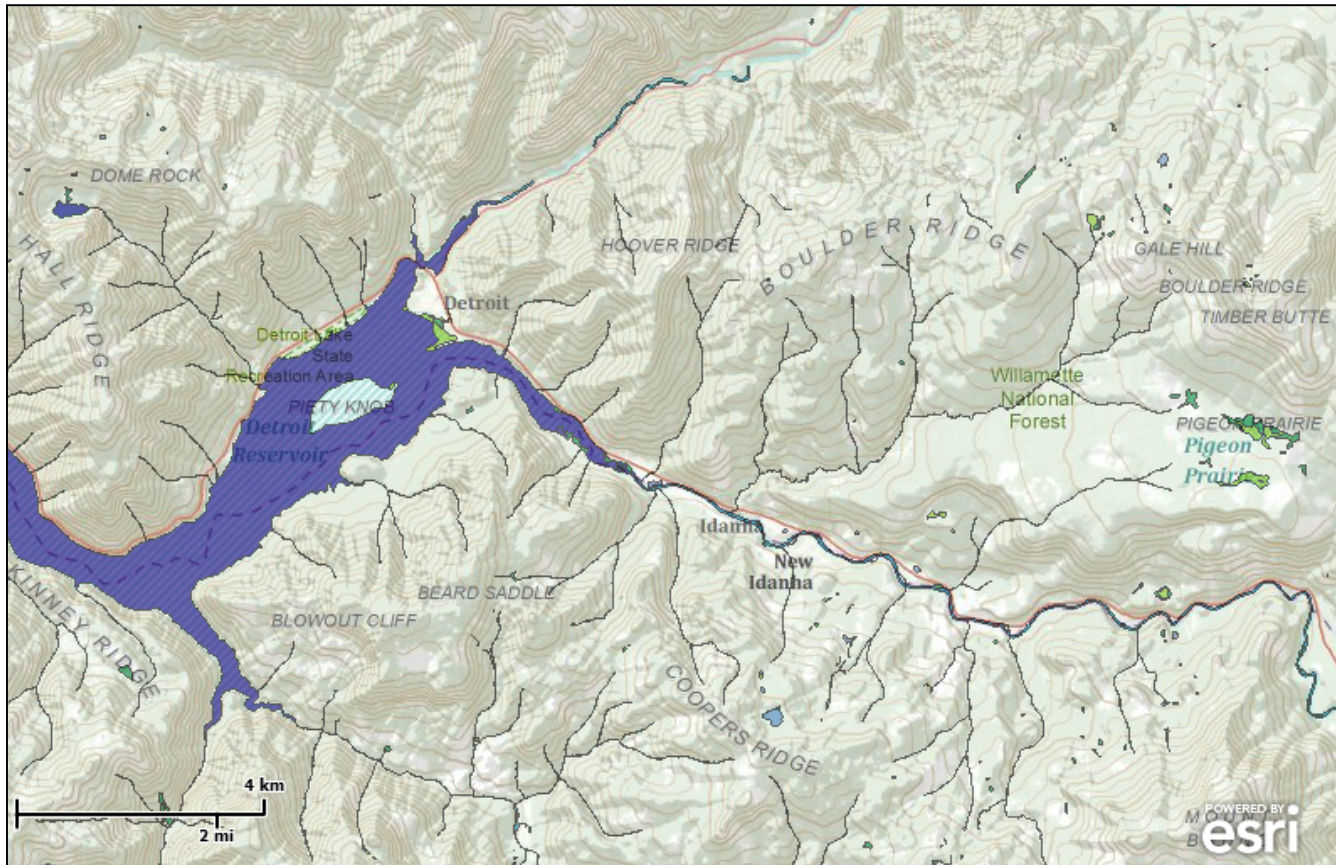 DOME ROCK
HALL RIDGE
HOOVER RIDGE
BOULDER RIDGE
GALE HILL
BOULDER RIDGE
TIMBER BUTTE
Detroit
Detroit Lake
State
Recreation Area
PIETY KNOB
Detroit
Reservoir
Willamette
National
Forest
PIGEON PRAIRIE
Pigeon
Prairi
Idanha
New
Idanha
KINNEY RIDGE
BEARD SADDLE
BLOWOUT CLIFF
COOPERS RIDGE
4 km
2 mi
POWERED BY
esri